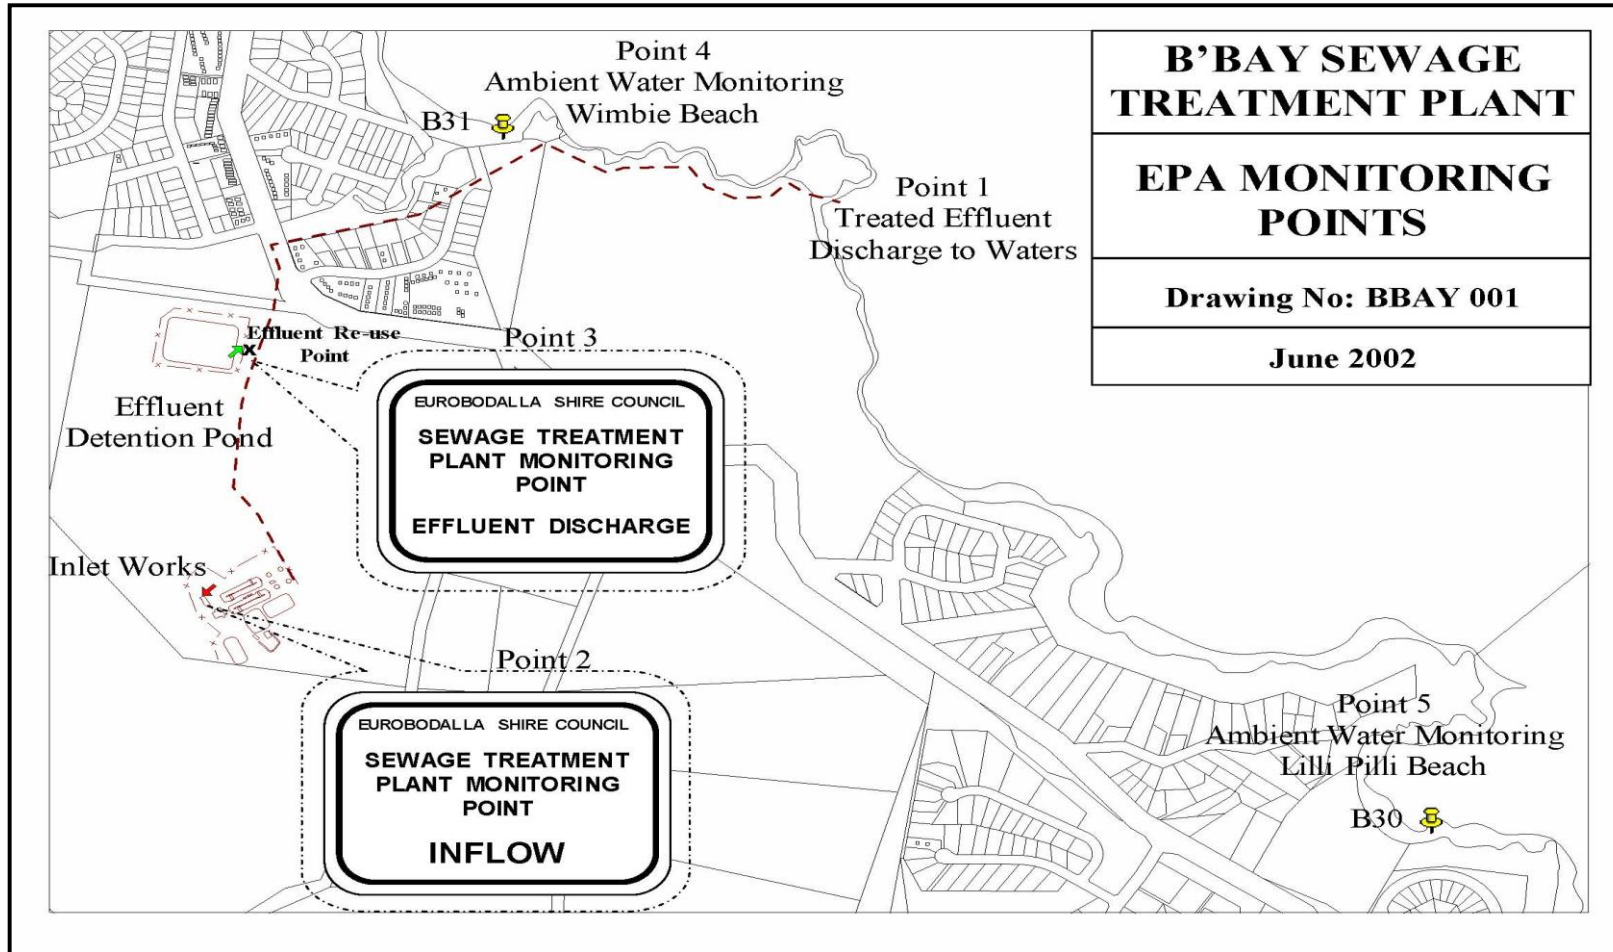 Point 4
Ambient Water Monitoring
Wimbie Beach
B31
B'BAY SEWAGE
TREATMENT PLANT
EPA MONITORING
POINTS
Drawing No: BBAY 001
June 2002
Point 1
Treated Effluent
Discharge to Waters
Effluent Re-use
Point
Point 3
EUROBODALLA SHIRE COUNCIL
SEWAGE TREATMENT
PLANT MONITORING
POINT
EFFLUENT DISCHARGE
Effluent
Detention Pond
Inlet Works
Point 2
EUROBODALLA SHIRE COUNCIL
SEWAGE TREATMENT
PLANT MONITORING
POINT
INFLOW
Point 5
Ambient Water Monitoring
Lilli Pilli Beach
B30